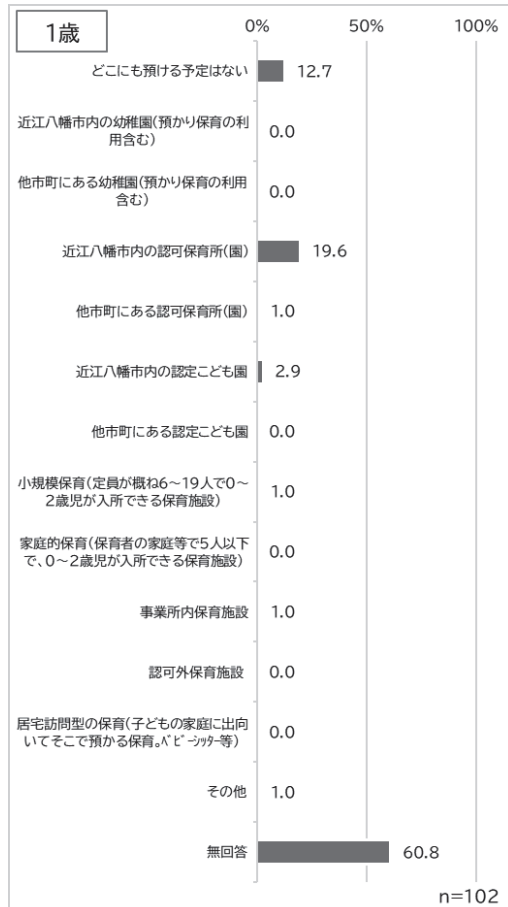 1歳
0%
50%
100%
どこにも預ける予定はない
12.7
近江八幡市内の幼稚園(預かり保育の利
用含む)
0.0
他市町にある幼稚園(預かり保育の利用
含む)
0.0
近江八幡市内の認可保育所(園)
19.6
他市町にある認可保育所(園)
1.0
近江八幡市内の認定こども園
2.9
他市町にある認定こども園
0.0
小規模保育(定員が概ね6~19人で0~
2歳児が入所できる保育施設)
1.0
家庭的保育(保育者の家庭等で5人以下
で、0~2歳児が入所できる保育施設)
0.0
事業所内保育施設
1.0
認可外保育施設
0.0
居宅訪問型の保育(子どもの家庭に出向
いてそこで預かる保育。ベビーシッター等)
0.0
その他
1.0
無回答
60.8
n=102